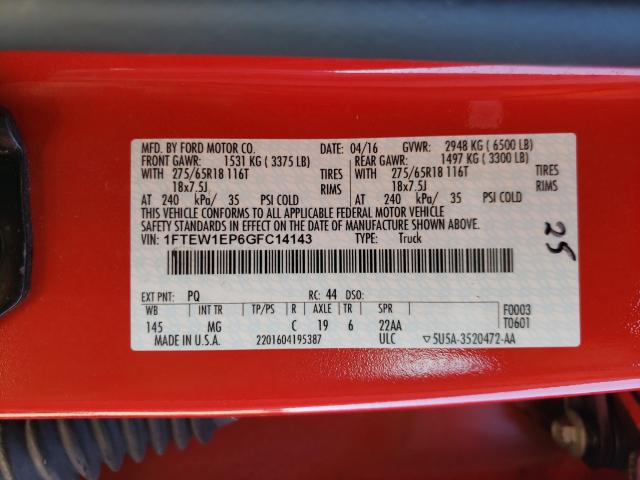 MFD. BY FORD MOTOR CO. DATE: 04/16 GVWR: 2948 KG ( 6500 LB)
FRONT GAWR: 1531 KG ( 3375 LB) REAR GAWR: 1497 KG ( 3300 LB)
WITH 275/65R18 116T TIRES WITH 275/65R18 116T TIRES
18x7.5J RIMS 18x7.5J RIMS
AT 240 kPa/ 35 PSI COLD AT 240 kPa/ 35 PSI COLD
THIS VEHICLE CONFORMS TO ALL APPLICABLE FEDERAL MOTOR VEHICLE
SAFETY STANDARDS IN EFFECT ON THE DATE OF MANUFACTURE SHOWN ABOVE.
VIN: 1FTEW1EP6GFC14143 TYPE: Truck
25
EXT PNT: PQ RC: 44 DSO:
WB INT TR TP/PS R AXLE TR SPR F0003
145 MG C 19 6 22AA T0601
MADE IN U.S.A. 2201604195387 ULC ▽5U5A-3520472-AA